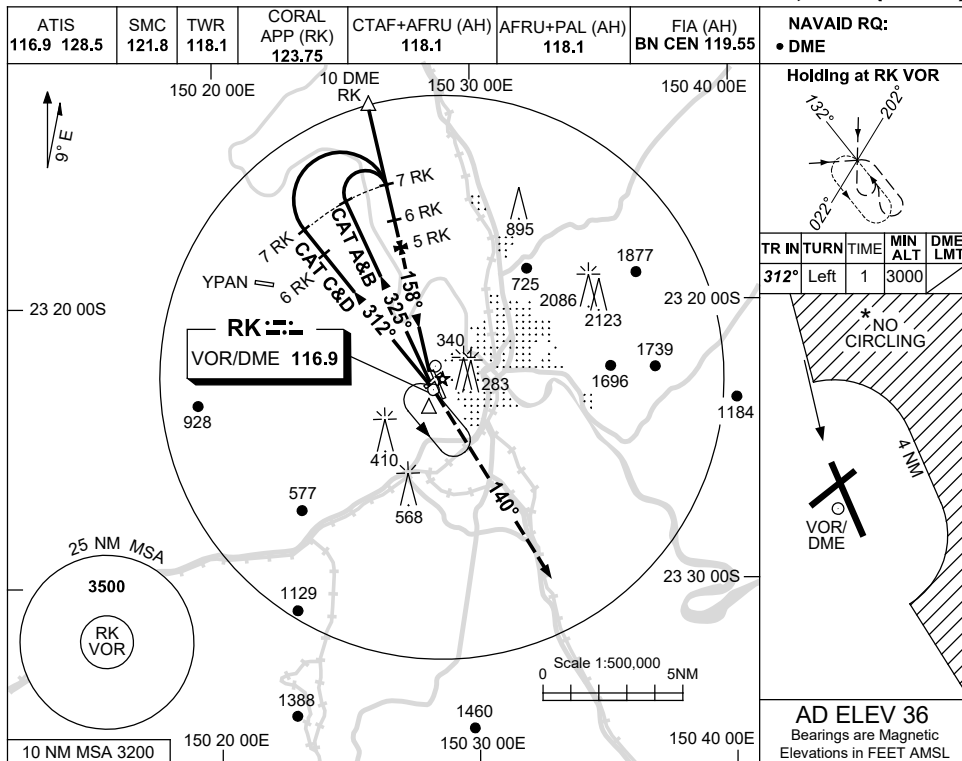 ATIS
116.9 128.5
SMC
121.8
TWR
118.1
CORAL
APP (RK)
123.75
CTAF+AFRU (AH)
118.1
AFRU+PAL (AH)
118.1
FIA (AH)
BN CEN 119.55
NAVAID RQ:
• DME
10 DME
RK
150 20 00E
150 30 00E
150 40 00E
9° E
7 RK
6 RK
5 RK
7 RK
6 RK
CAT A&B
CAT C&D
158°
325°
312°
YPAN
895
725
1877
2086
2123
23 20 00S
23 20 00S
RK
VOR/DME 116.9
340
283
1696
1739
1184
928
410
568
577
140°
25 NM MSA
3500
RK
VOR
1129
23 30 00S
Scale 1:500,000
0
5NM
1388
1460
10 NM MSA 3200
150 20 00E
150 30 00E
150 40 00E
Holding at RK VOR
132°
202°
022°
TR IN TURN TIME MIN ALT DME LMT
312° Left 1 3000
*NO
CIRCLING
4 NM
VOR/
DME
AD ELEV 36
Bearings are Magnetic
Elevations in FEET AMSL